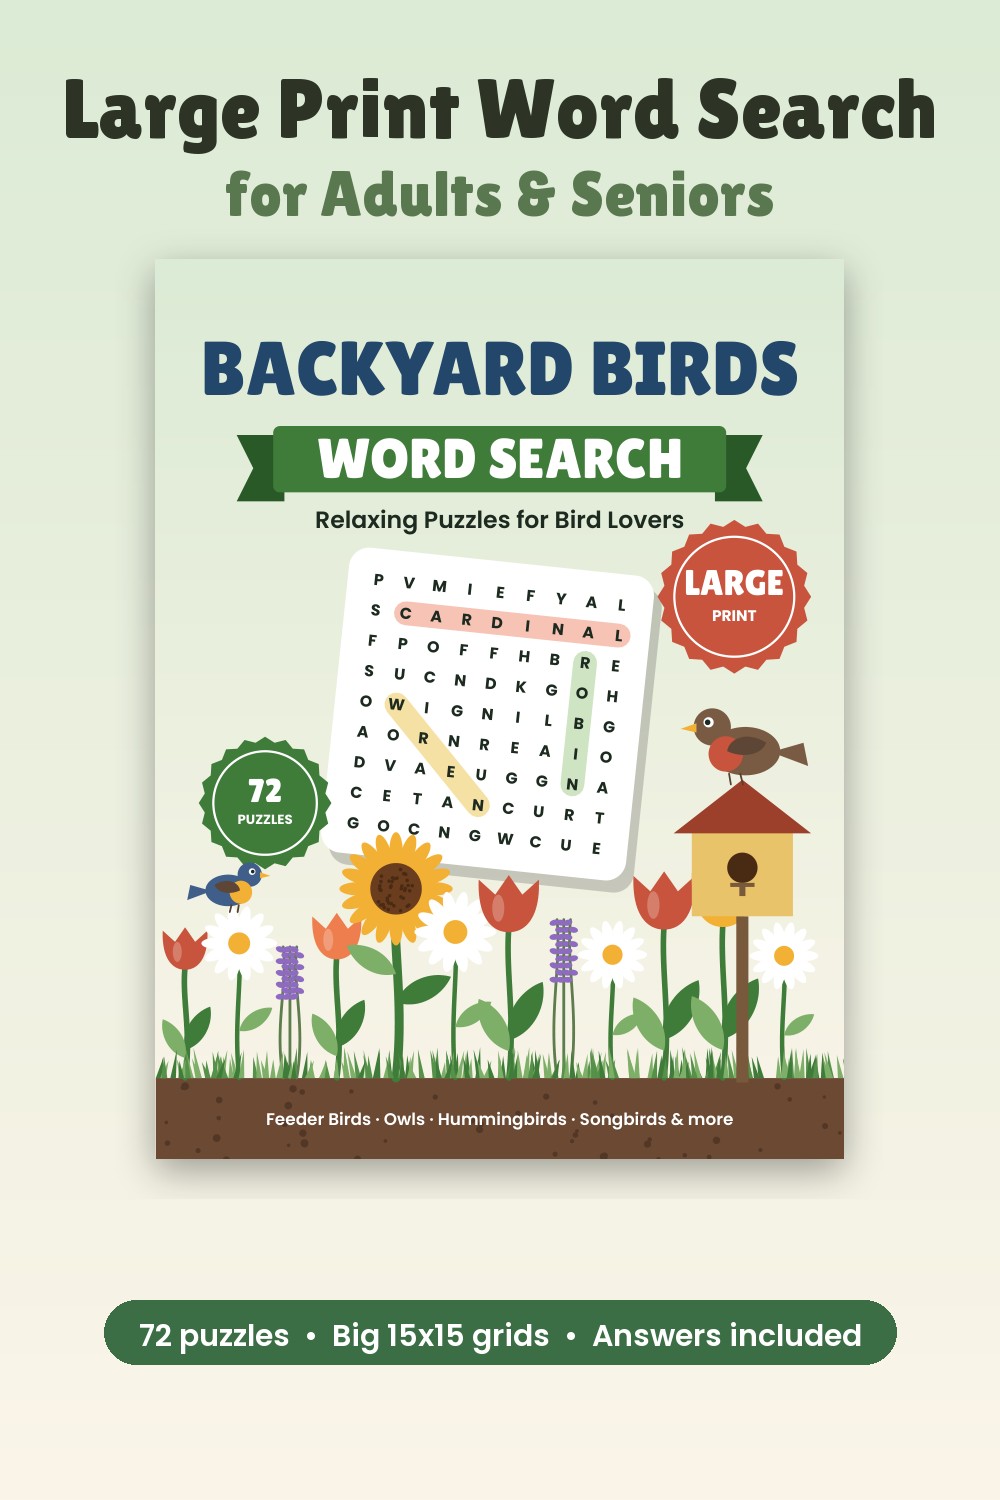 Large Print Word Search
for Adults & Seniors
BACKYARD BIRDS
WORD SEARCH
Relaxing Puzzles for Bird Lovers
LARGE
PRINT
P V M I E F Y A L
S C A R D I N A L
F P O F F H B R E
S U C N D K G O H
O W I G N I L B G
A O R N R E A I O
D V A E U G G N A
C E T A N C U R T
G O C N G W C U E
72
PUZZLES
Feeder Birds · Owls · Hummingbirds · Songbirds & more
72 puzzles • Big 15x15 grids • Answers included